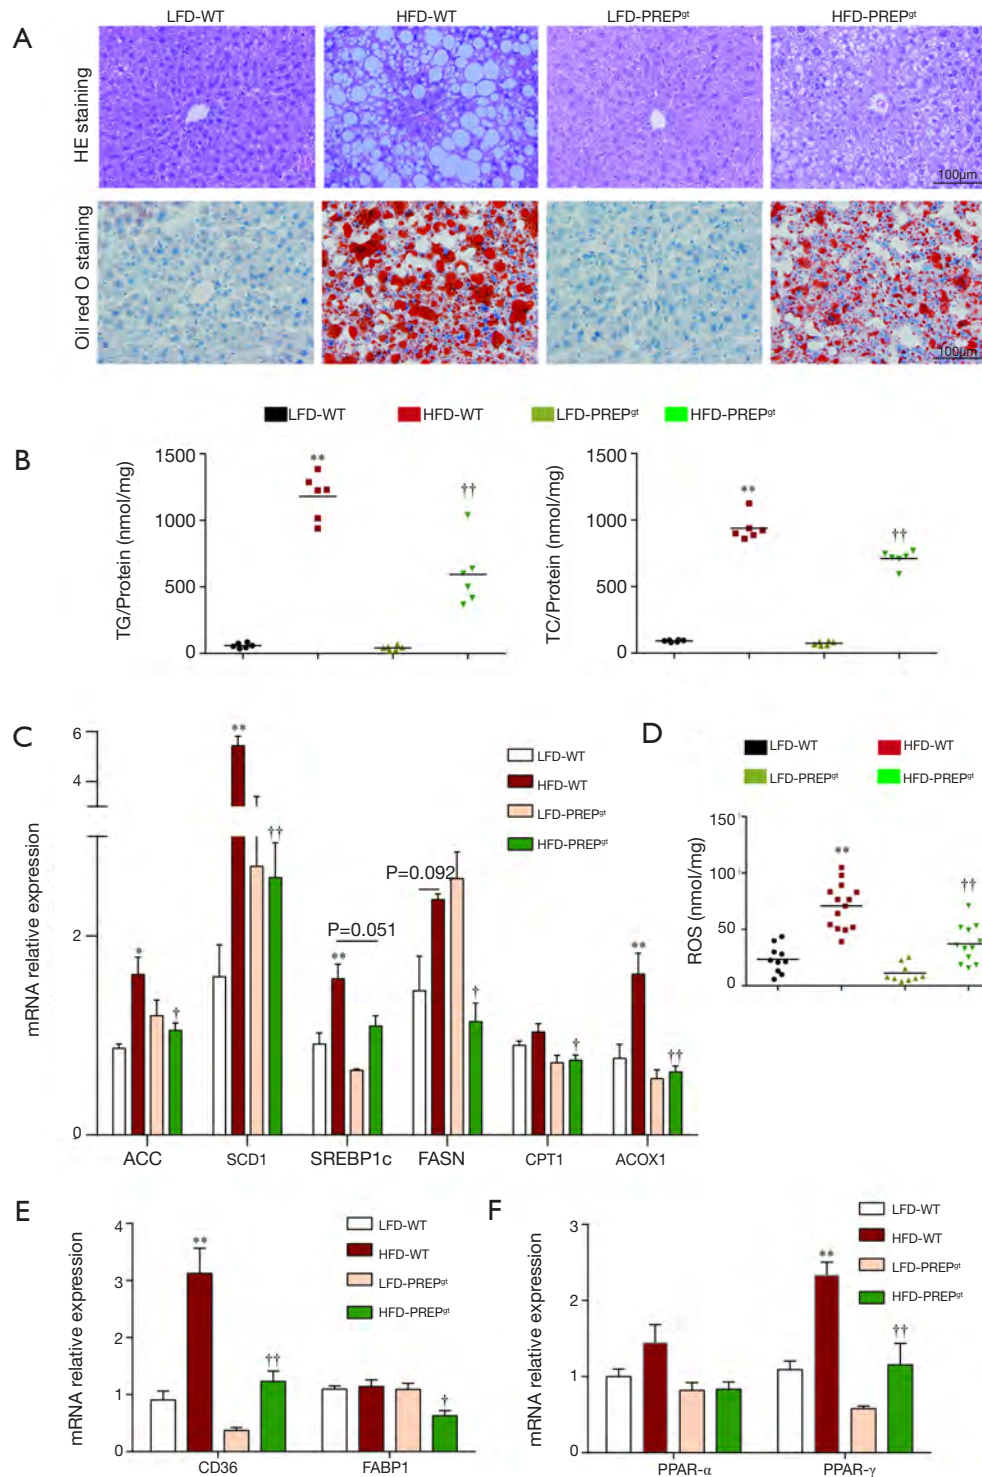 A
LFD-WT HFD-WT LFD-PREPgt HFD-PREPgt
HE staining
100μm
Oil red O staining
100μm
LFD-WT HFD-WT LFD-PREPgt HFD-PREPgt
B
TG/Protein (nmol/mg)
1500
1000
500
0
**
††
TC/Protein (nmol/mg)
1500
1000
500
0
**
††
C
mRNA relative expression
6
4
2
0
LFD-WT
HFD-WT
LFD-PREPgt
HFD-PREPgt
*
†
**
††
**
P=0.051
P=0.092
†
†
**
††
ACC SCD1 SREBP1c FASN CPT1 ACOX1
D
LFD-WT HFD-WT
LFD-PREPgt HFD-PREPgt
ROS (nmol/mg)
150
100
50
0
**
††
E
mRNA relative expression
4
3
2
1
0
LFD-WT
HFD-WT
LFD-PREPgt
HFD-PREPgt
**
††
†
CD36 FABP1
F
mRNA relative expression
3
2
1
0
LFD-WT
HFD-WT
LFD-PREPgt
HFD-PREPgt
**
††
PPAR-α PPAR-γ